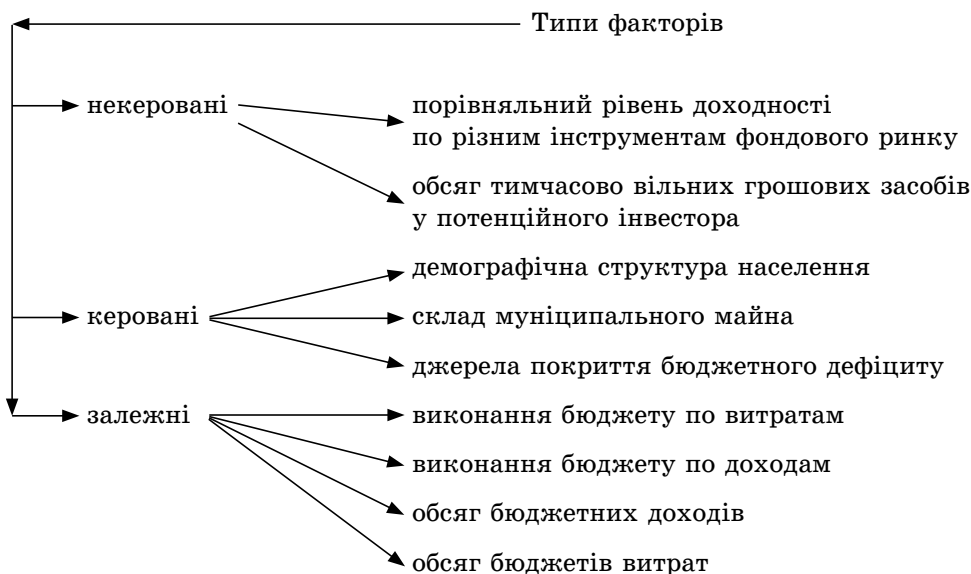 Типи факторів
некеровані
порівняльний рівень доходності
по різним інструментам фондового ринку
обсяг тимчасово вільних грошових засобів
у потенційного інвестора
демографічна структура населення
керовані
склад муніципального майна
джерела покриття бюджетного дефіциту
залежні
виконання бюджету по витратам
виконання бюджету по доходам
обсяг бюджетних доходів
обсяг бюджетів витрат